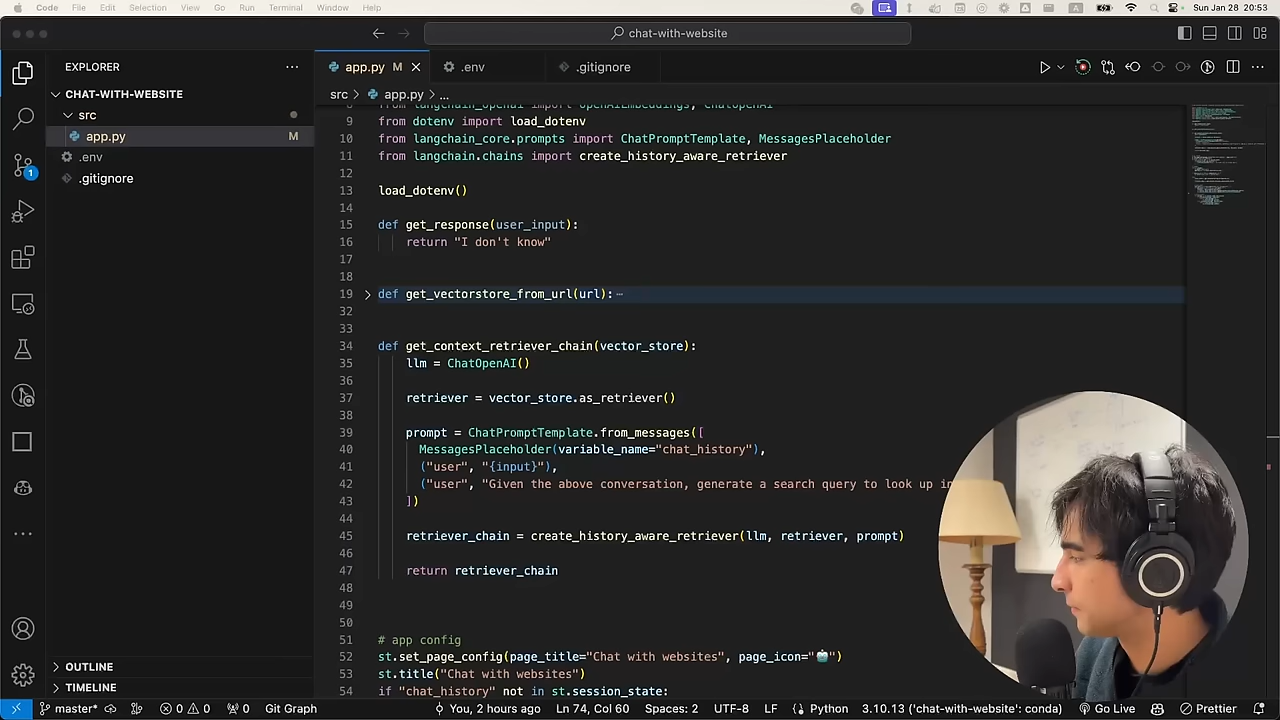 Code File Edit Selection View Go Run Terminal Window Help Sun Jan 28 20:53
chat-with-website
EXPLORER
app.py M
.env
.gitignore
CHAT-WITH-WEBSITE
src
app.py M
.env
.gitignore
src > app.py > ...
8 from langchain_openai import OpenAIEmbeddings, ChatOpenAI
9 from dotenv import load_dotenv
10 from langchain_core.prompts import ChatPromptTemplate, MessagesPlaceholder
11 from langchain.chains import create_history_aware_retriever
12
13 load_dotenv()
14
15 def get_response(user_input):
16 return "I don't know"
17
18
19 def get_vectorstore_from_url(url): ...
32
33
34 def get_context_retriever_chain(vector_store):
35 llm = ChatOpenAI()
36
37 retriever = vector_store.as_retriever()
38
39 prompt = ChatPromptTemplate.from_messages([
40 MessagesPlaceholder(variable_name="chat_history"),
41 ("user", "{input}"),
42 ("user", "Given the above conversation, generate a search query to look up in
43 ])
44
45 retriever_chain = create_history_aware_retriever(llm, retriever, prompt)
46
47 return retriever_chain
48
49
50
51 # app config
52 st.set_page_config(page_title="Chat with websites", page_icon="🤖")
53 st.title("Chat with websites")
54 if "chat_history" not in st.session_state:
1
OUTLINE
TIMELINE
master* 0 0 0 Git Graph You, 2 hours ago Ln 74, Col 60 Spaces: 2 UTF-8 LF Python 3.10.13 ('chat-with-website': conda) Go Live Prettier